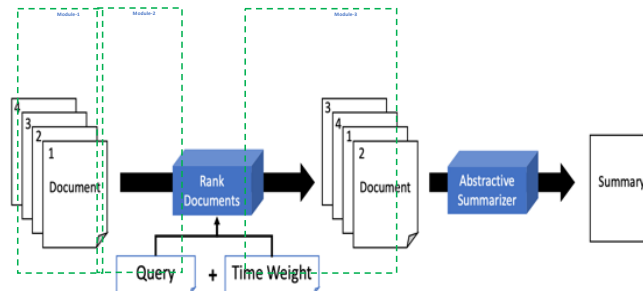 Module-1
Module-2
Module-3
4
3
2
1
Document
Rank
Documents
3
4
1
2
Document
Abstractive
Summarizer
Summary
Query
+
Time Weight